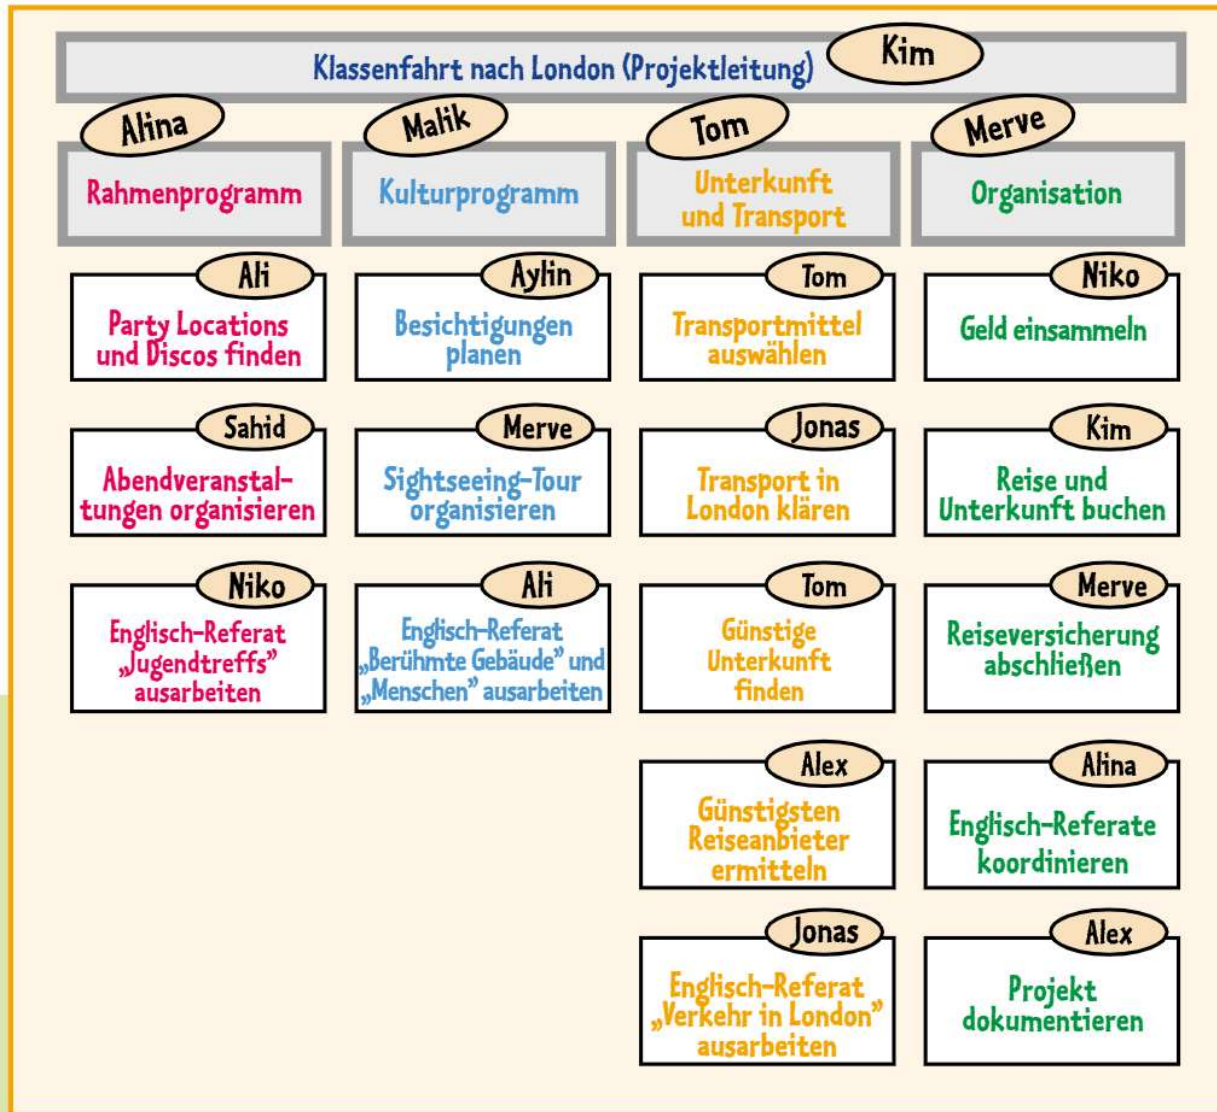 Klassenfahrt nach London (Projektleitung)
Kim
Alina
Rahmenprogramm
Malik
Kulturprogramm
Tom
Unterkunft
und Transport
Merve
Organisation
Ali
Party Locations
und Discos finden
Aylin
Besichtigungen
planen
Tom
Transportmittel
auswählen
Niko
Geld einsammeln
Sahid
Abendveranstal-
tungen organisieren
Merve
Sightseeing-Tour
organisieren
Jonas
Transport in
London klären
Kim
Reise und
Unterkunft buchen
Niko
Englisch-Referat
„Jugendtreffs”
ausarbeiten
Ali
Englisch-Referat
„Berühmte Gebäude” und
„Menschen” ausarbeiten
Tom
Günstige
Unterkunft
finden
Merve
Reiseversicherung
abschließen
Alex
Günstigsten
Reiseanbieter
ermitteln
Alina
Englisch-Referate
koordinieren
Jonas
Englisch-Referat
„Verkehr in London”
ausarbeiten
Alex
Projekt
dokumentieren